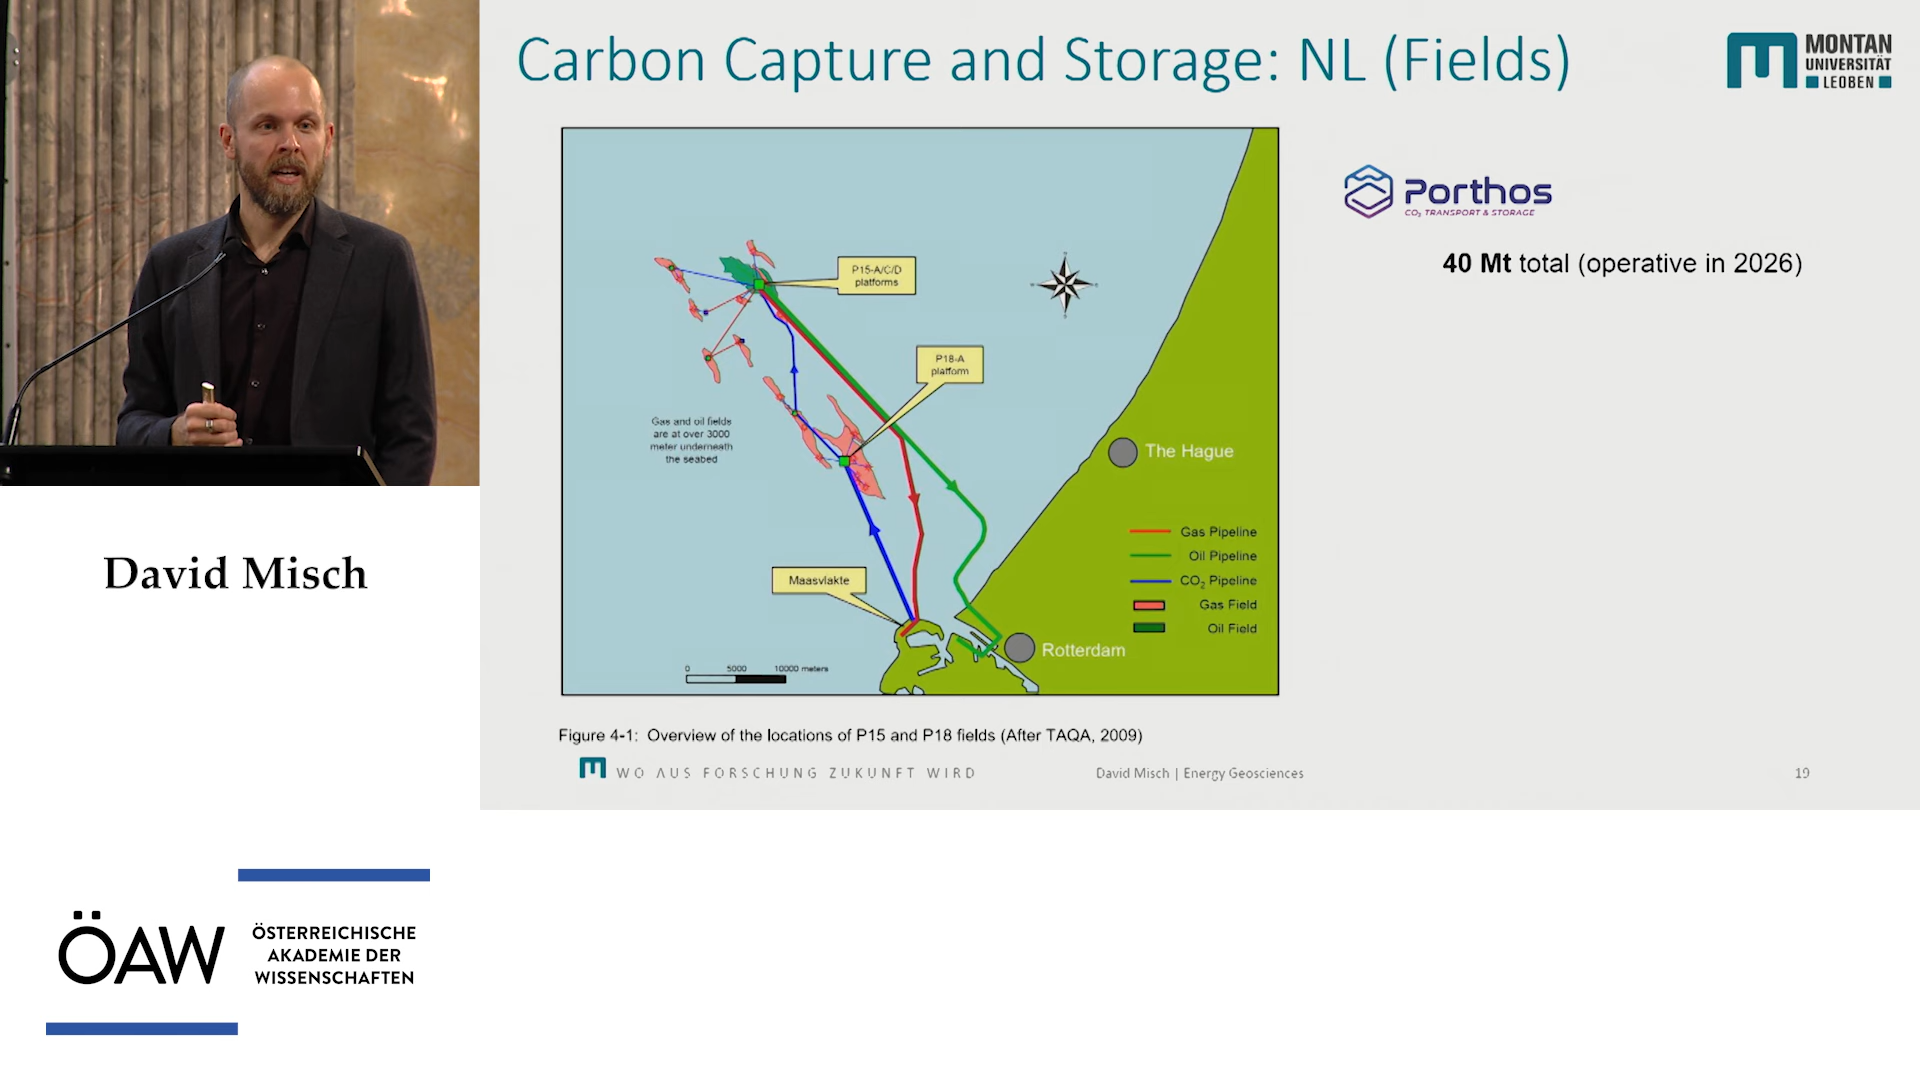 Carbon Capture and Storage: NL (Fields)
MONTAN
UNIVERSITÄT
LEOBEN
Porthos
CO₂ TRANSPORT & STORAGE
40 Mt total (operative in 2026)
P15-A/C/D
platforms
P18-A
platform
Gas and oil fields
are at over 3000
meter underneath
the seabed
The Hague
Gas Pipeline
Oil Pipeline
CO₂ Pipeline
Gas Field
Oil Field
Maasvlakte
Rotterdam
0 5000 10000 meters
Figure 4-1: Overview of the locations of P15 and P18 fields (After TAQA, 2009)
WO AUS FORSCHUNG ZUKUNFT WIRD
David Misch | Energy Geosciences
19
David Misch
ÖAW
ÖSTERREICHISCHE
AKADEMIE DER
WISSENSCHAFTEN